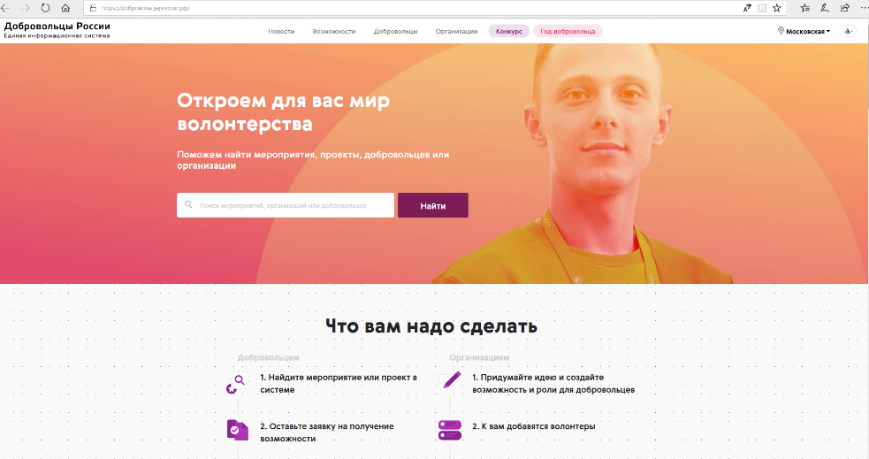 https://добровольцыроссии.рф/
Добровольцы России
Единая информационная система
Новости Возможности Добровольцы Организации Конкурс Год добровольца
Московская
Откроем для вас мир
волонтерства
Поможем найти мероприятия, проекты, добровольцев или
организации
Поиск мероприятий, организаций или добровольцев
Найти
Что вам надо сделать
Добровольцам
1. Найдите мероприятие или проект в
системе
2. Оставьте заявку на получение
возможности
Организациям
1. Придумайте идею и создайте
возможность и роли для добровольцев
2. К вам добавятся волонтеры